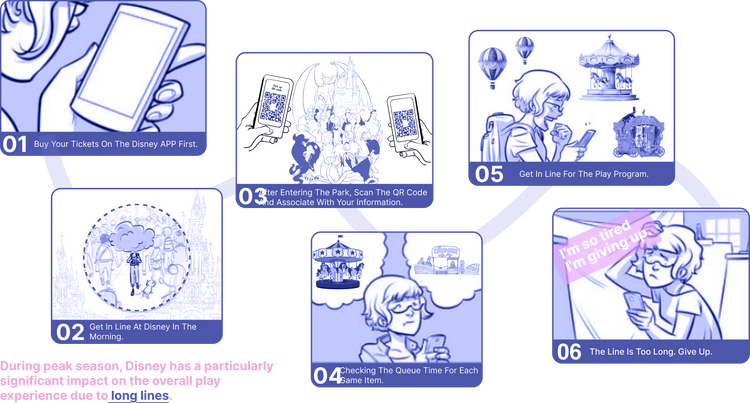 01 Buy Your Tickets On The Disney APP First.
02 Get In Line At Disney In The
Morning.
03 After Entering The Park, Scan The QR Code
And Associate With Your Information.
04 Checking The Queue Time For Each
Game Item.
05 Get In Line For The Play Program.
I'm so tired
I'm giving up.
06 The Line Is Too Long. Give Up.
During peak season, Disney has a particularly
significant impact on the overall play
experience due to long lines.